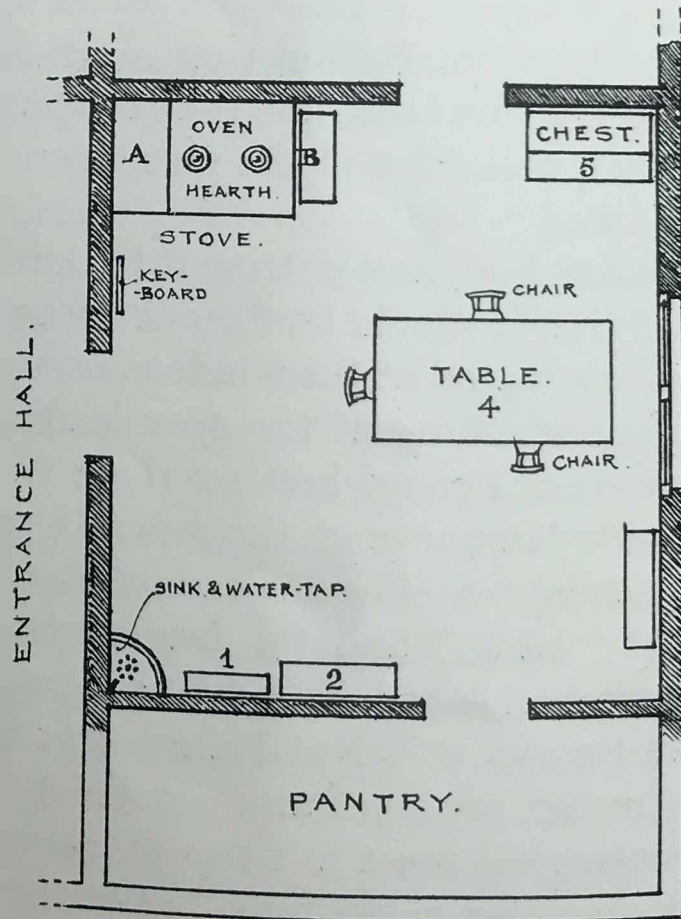 OVEN
A
B
HEARTH.
CHEST.
5
STOVE.
KEY-
-BOARD
CHAIR
TABLE.
4
CHAIR.
ENTRANCE HALL.
SINK & WATER-TAP.
1
2
PANTRY.